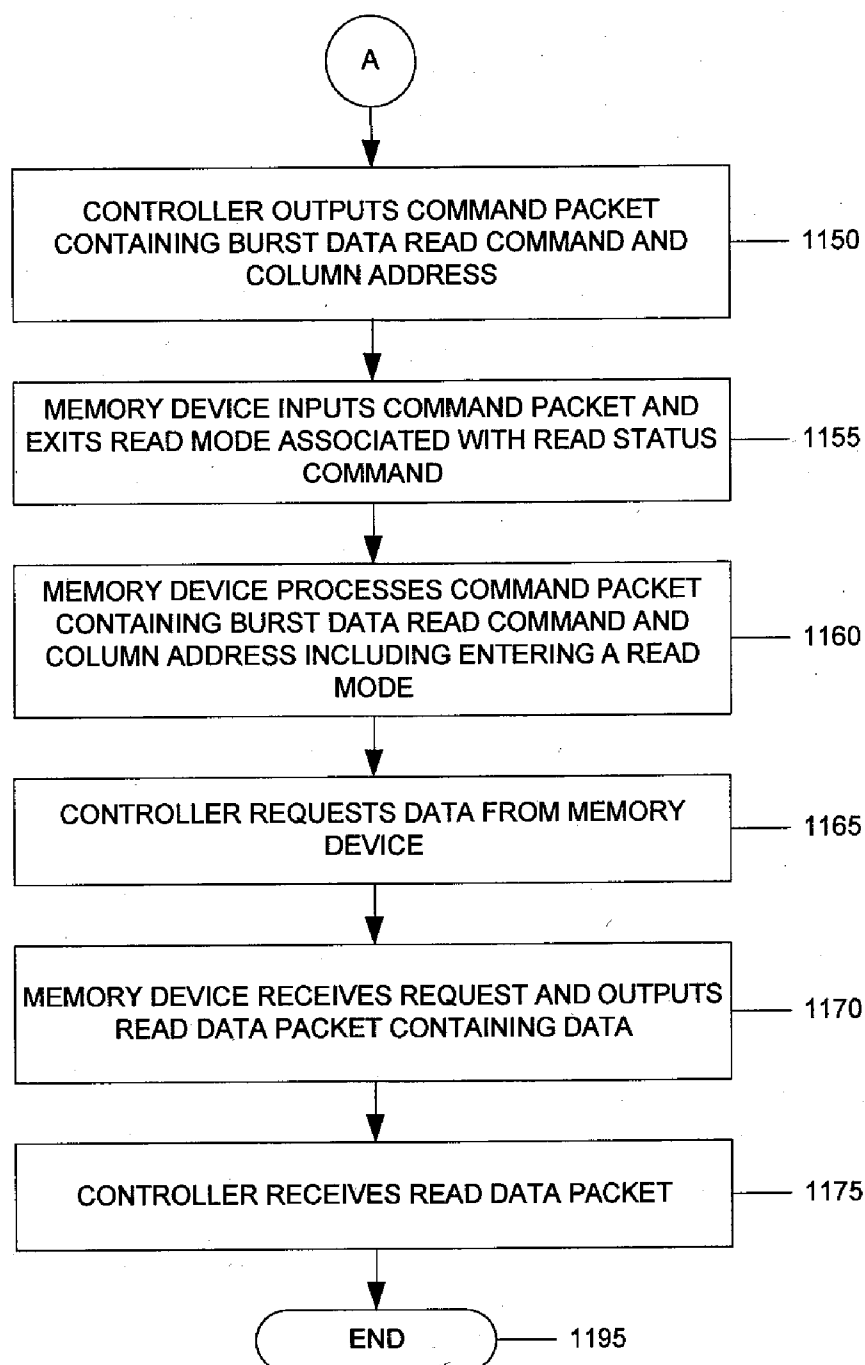 A
CONTROLLER OUTPUTS COMMAND PACKET
CONTAINING BURST DATA READ COMMAND AND
COLUMN ADDRESS
1150
MEMORY DEVICE INPUTS COMMAND PACKET AND
EXITS READ MODE ASSOCIATED WITH READ STATUS
COMMAND
1155
MEMORY DEVICE PROCESSES COMMAND PACKET
CONTAINING BURST DATA READ COMMAND AND
COLUMN ADDRESS INCLUDING ENTERING A READ
MODE
1160
CONTROLLER REQUESTS DATA FROM MEMORY
DEVICE
1165
MEMORY DEVICE RECEIVES REQUEST AND OUTPUTS
READ DATA PACKET CONTAINING DATA
1170
CONTROLLER RECEIVES READ DATA PACKET
1175
END
1195